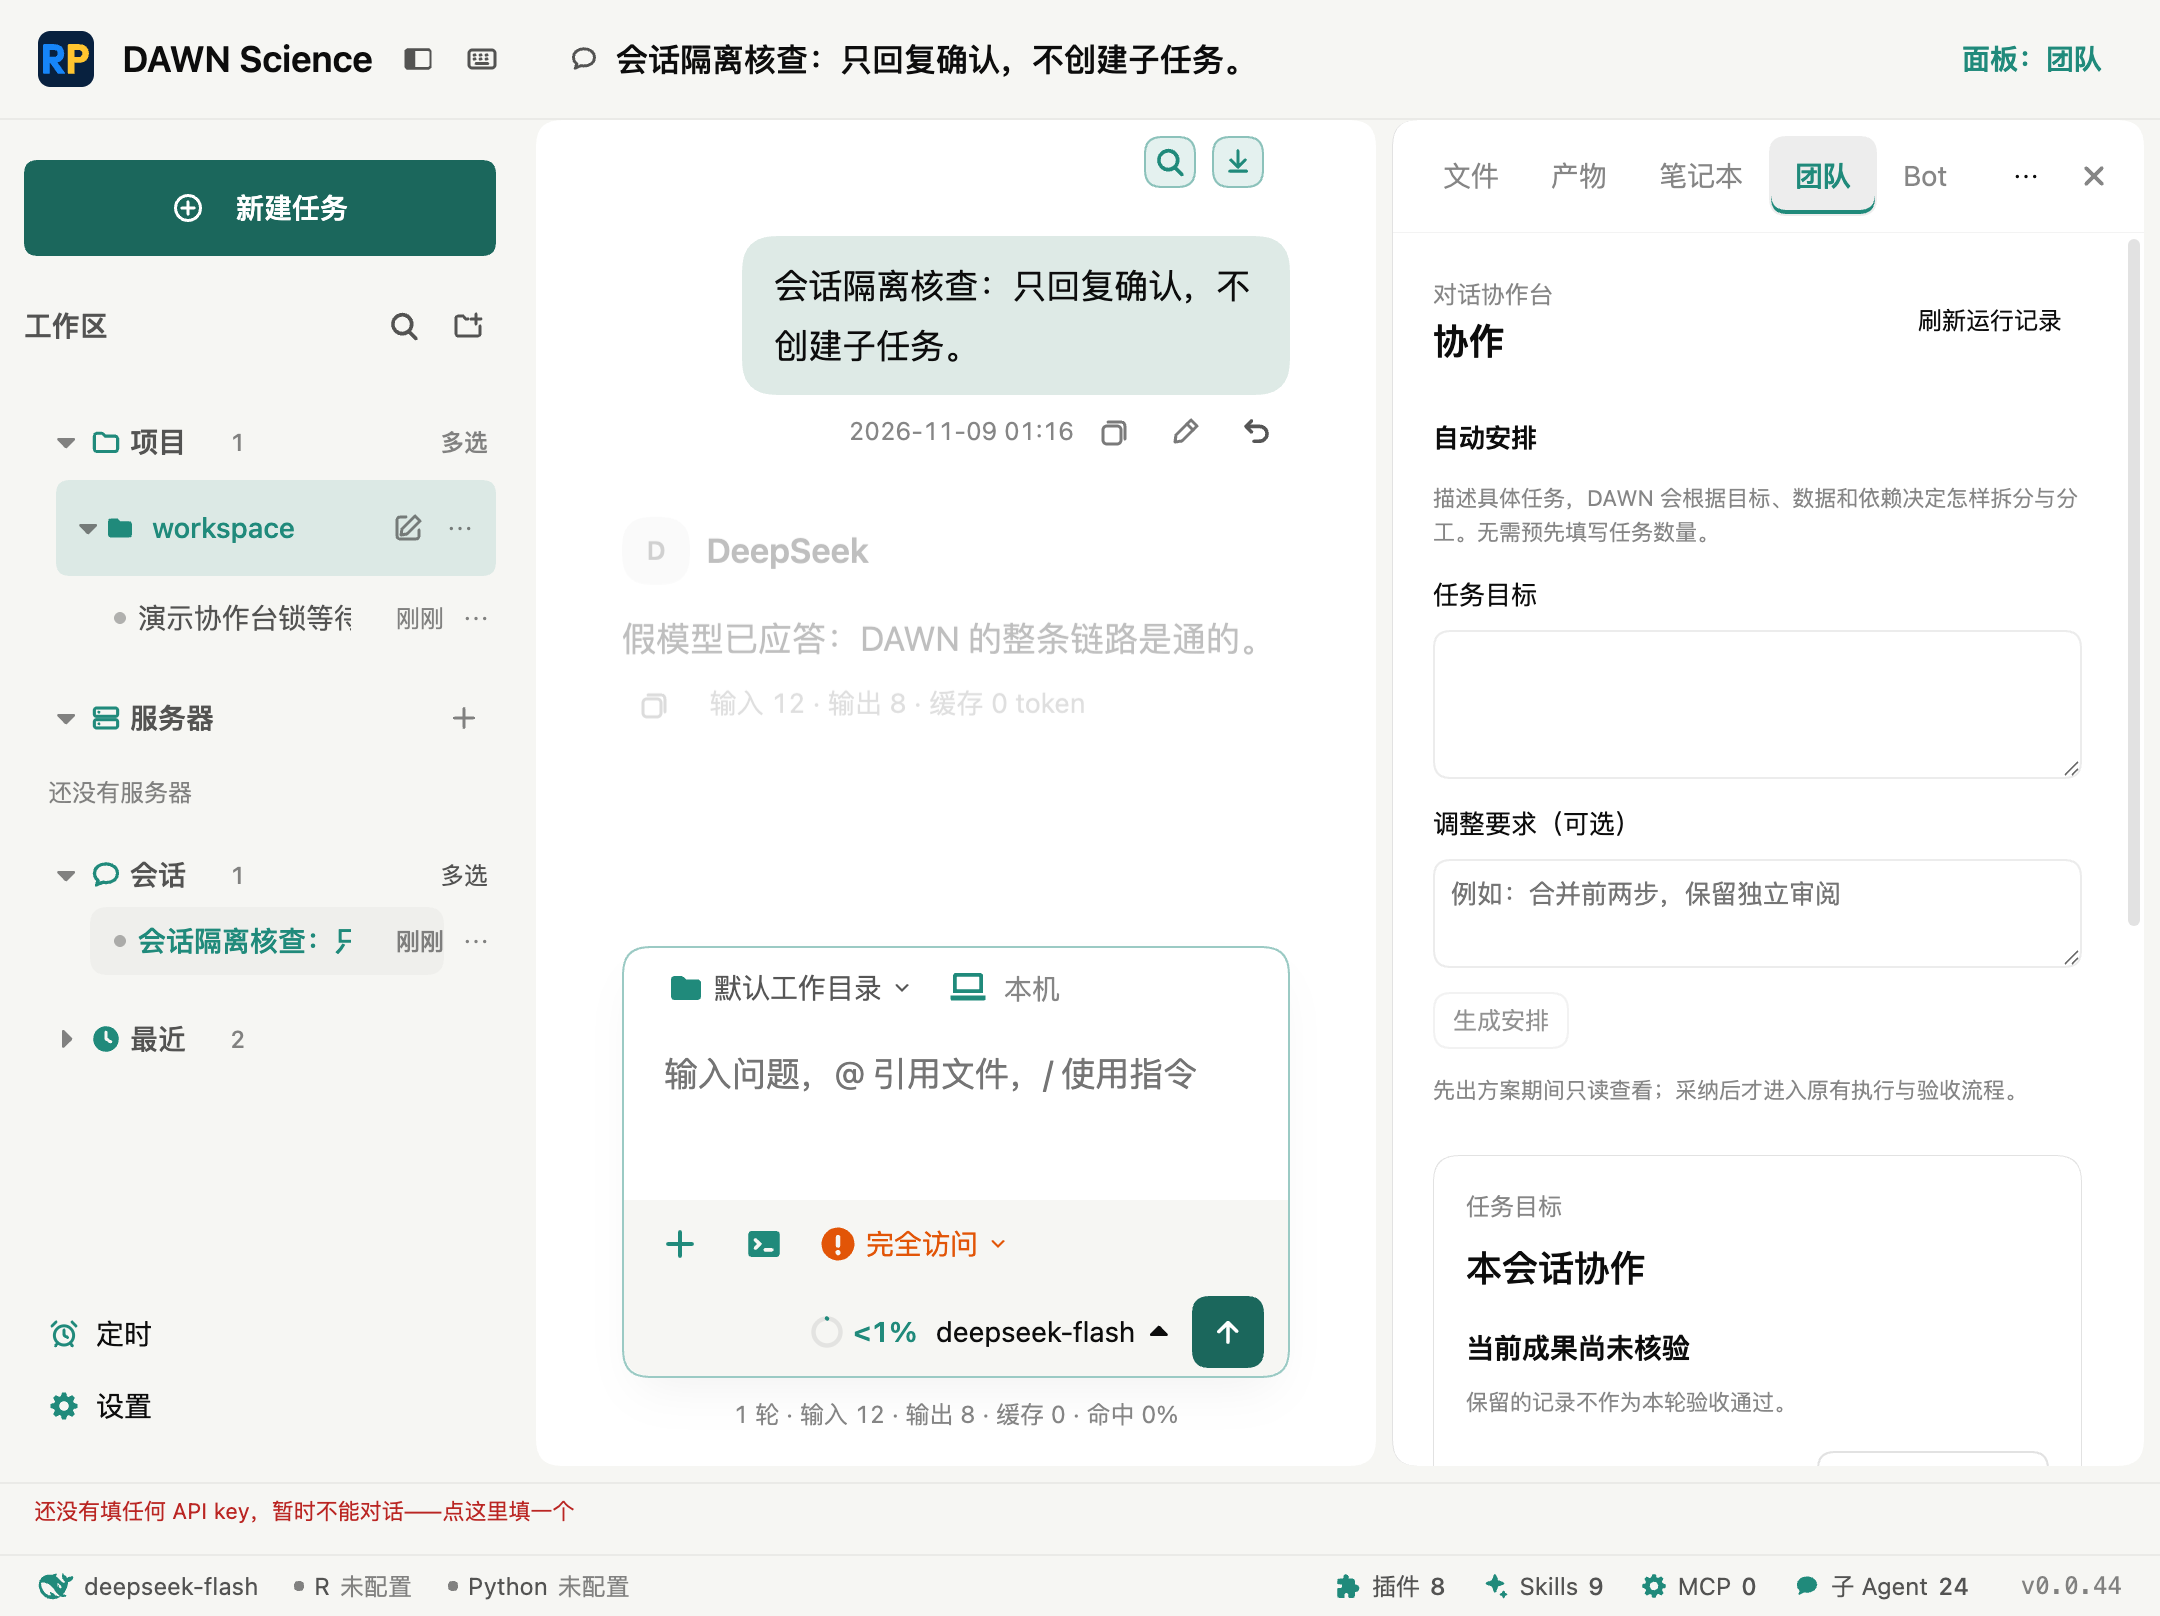 RP DAWN Science
会话隔离核查：只回复确认，不创建子任务。
面板：团队
新建任务
工作区
项目 1 多选
workspace ···
演示协作台锁等待 刚刚 ···
服务器
还没有服务器
会话 1 多选
会话隔离核查： 刚刚 ···
最近 2
定时
设置
会话隔离核查：只回复确认，不
创建子任务。
2026-11-09 01:16
D DeepSeek
假模型已应答：DAWN 的整条链路是通的。
输入 12 · 输出 8 · 缓存 0 token
默认工作目录 本机
输入问题，@ 引用文件，/ 使用指令
完全访问
<1% deepseek-flash
1 轮 · 输入 12 · 输出 8 · 缓存 0 · 命中 0%
文件 产物 笔记本 团队 Bot ···
对话协作台
协作
刷新运行记录
自动安排
描述具体任务，DAWN 会根据目标、数据和依赖决定怎样拆分与分
工。无需预先填写任务数量。
任务目标
调整要求（可选）
例如：合并前两步，保留独立审阅
生成安排
先出方案期间只读查看；采纳后才进入原有执行与验收流程。
任务目标
本会话协作
当前成果尚未核验
保留的记录不作为本轮验收通过。
还没有填任何 API key，暂时不能对话——点这里填一个
deepseek-flash R 未配置 Python 未配置
插件 8 Skills 9 MCP 0 子 Agent 24 v0.0.44